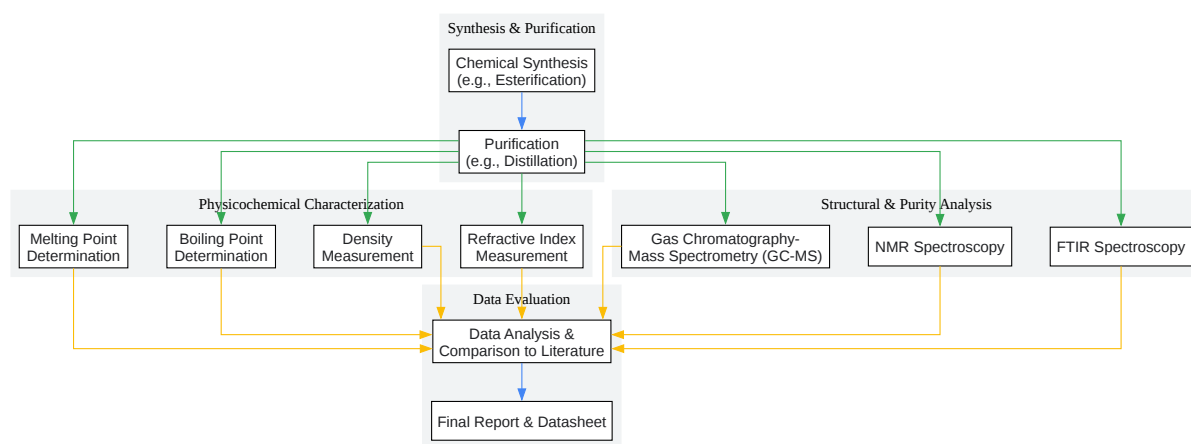 Synthesis & Purification
Chemical Synthesis
(e.g., Esterification)
Purification
(e.g., Distillation)
Physicochemical Characterization
Structural & Purity Analysis
Melting Point
Determination
Boiling Point
Determination
Density
Measurement
Refractive Index
Measurement
Gas Chromatography-
Mass Spectrometry (GC-MS)
NMR Spectroscopy
FTIR Spectroscopy
Data Evaluation
Data Analysis &
Comparison to Literature
Final Report & Datasheet